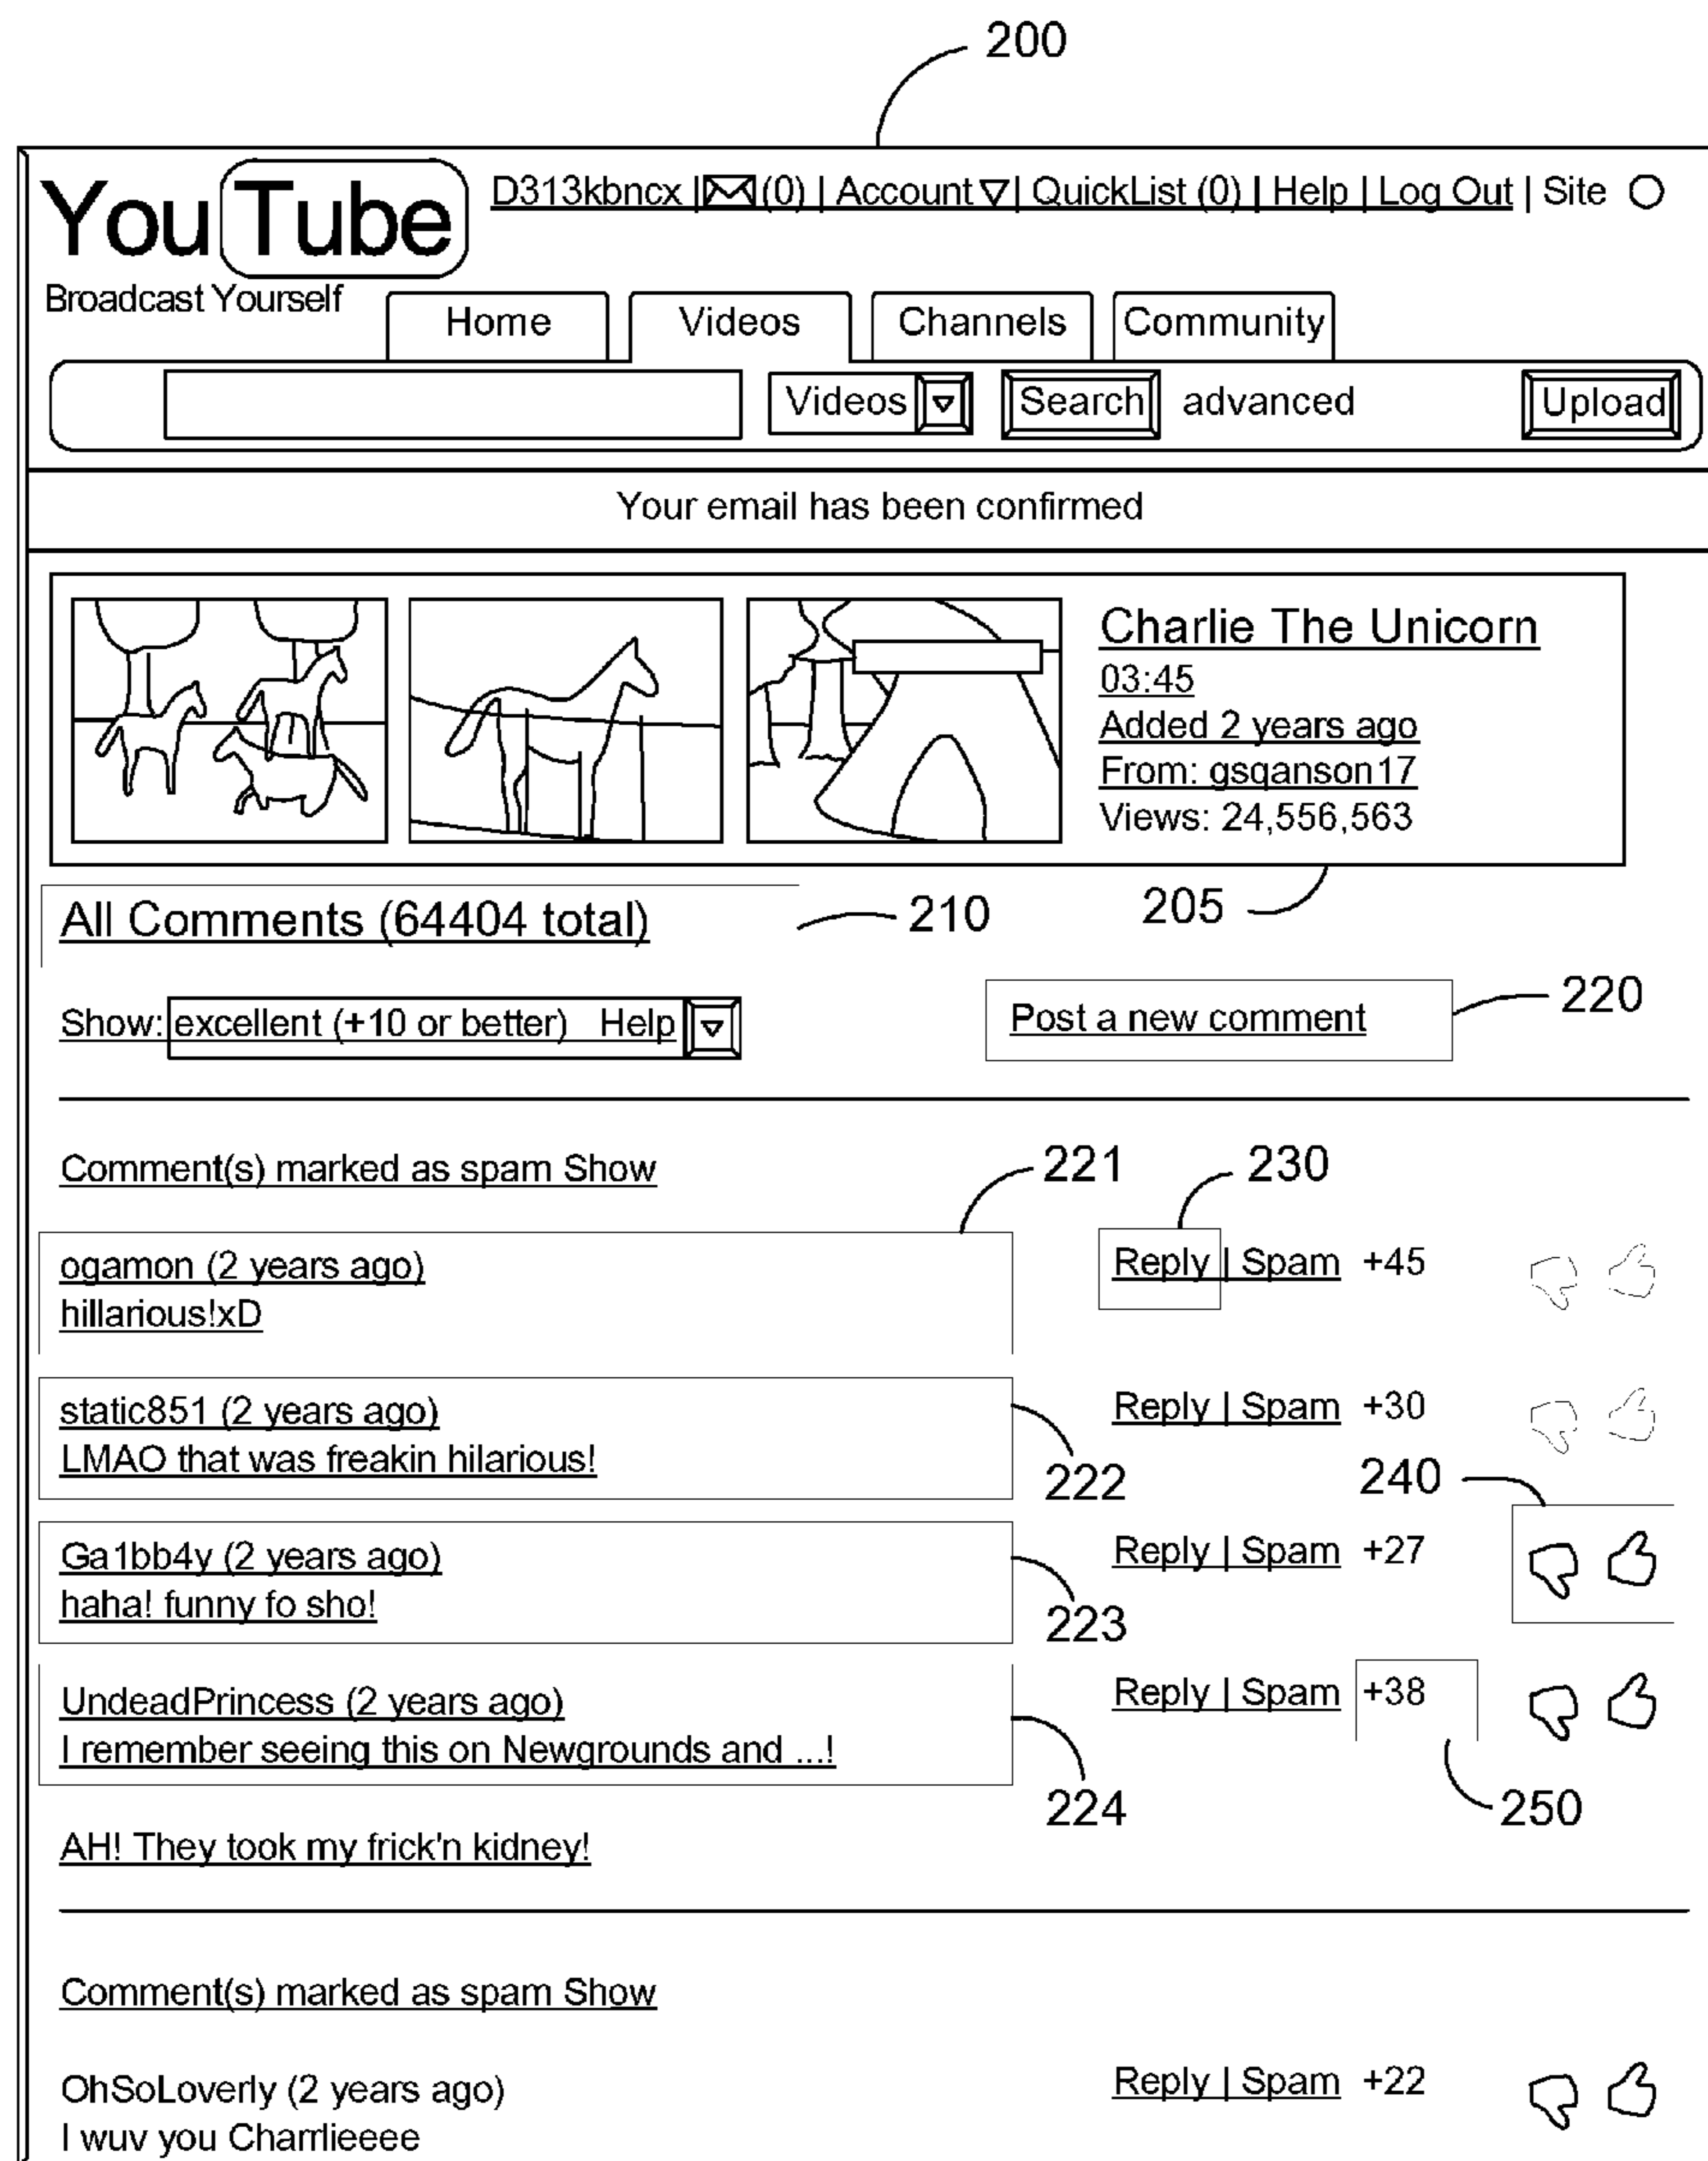 200
YouTube
D313kbncx | (0) | Account | QuickList (0) | Help | Log Out | Site
Broadcast Yourself
Home Videos Channels Community
Videos Search advanced Upload
Your email has been confirmed
Charlie The Unicorn
03:45
Added 2 years ago
From: gsqanson17
Views: 24,556,563
205
All Comments (64404 total)
210
Show: excellent (+10 or better) Help
Post a new comment
220
Comment(s) marked as spam Show
221
230
ogamon (2 years ago)
hillarious!xD
Reply | Spam +45
static851 (2 years ago)
LMAO that was freakin hilarious!
Reply | Spam +30
222
240
Ga1bb4y (2 years ago)
haha! funny fo sho!
Reply | Spam +27
223
UndeadPrincess (2 years ago)
I remember seeing this on Newgrounds and ...!
Reply | Spam +38
224
250
AH! They took my frick'n kidney!
Comment(s) marked as spam Show
OhSoLoverly (2 years ago)
I wuv you Charrlieeee
Reply | Spam +22